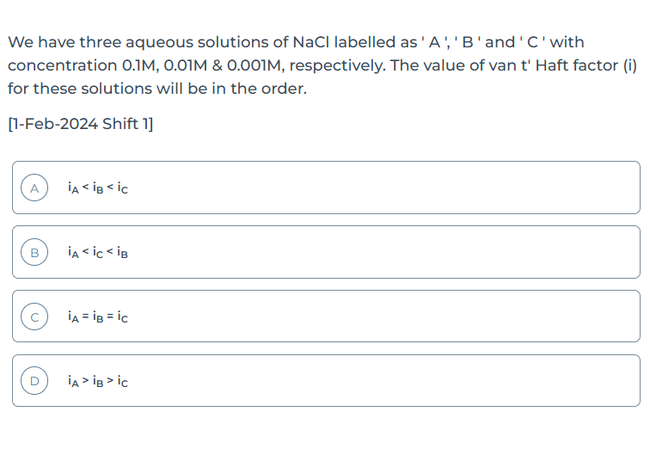 We have three aqueous solutions of NaCl labelled as ' A ', ' B ' and ' C ' with
concentration 0.1M, 0.01M & 0.001M, respectively. The value of van t' Haft factor (i)
for these solutions will be in the order.
[1-Feb-2024 Shift 1]
A i_A < i_B < i_C
B i_A < i_C < i_B
C i_A = i_B = i_C
D i_A > i_B > i_C